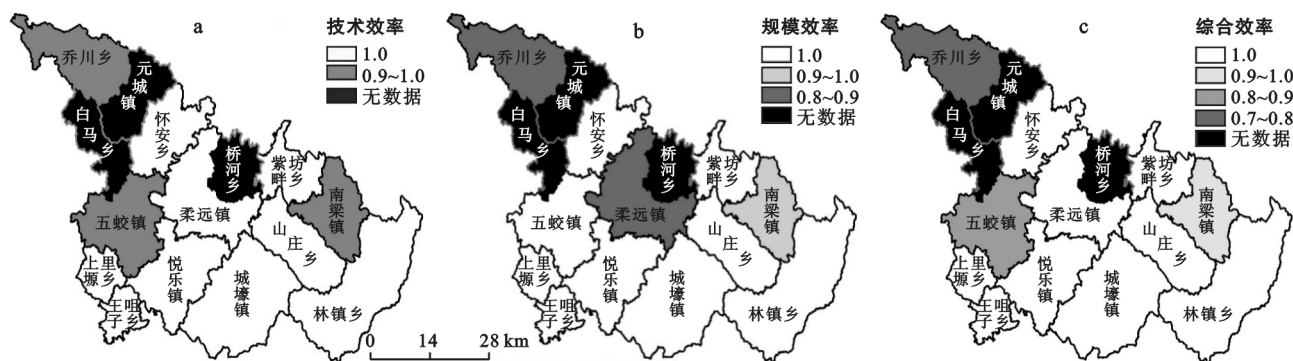 a
技术效率
1.0
0.9~1.0
无数据
乔川乡
元城镇
白马乡
怀安乡
桥河乡
紫坊畔乡
南梁镇
五蛟镇
柔远镇
山庄乡
上里塬乡
悦乐镇
城壕镇
王咀子乡
林镇乡
0 14 28 km
b
规模效率
1.0
0.9~1.0
0.8~0.9
无数据
乔川乡
元城镇
白马乡
怀安乡
桥河乡
紫坊畔乡
南梁镇
五蛟镇
柔远镇
山庄乡
上里塬乡
悦乐镇
城壕镇
王咀子乡
林镇乡
c
综合效率
1.0
0.9~1.0
0.8~0.9
0.7~0.8
无数据
乔川乡
元城镇
白马乡
怀安乡
桥河乡
紫坊畔乡
南梁镇
五蛟镇
柔远镇
山庄乡
上里塬乡
悦乐镇
城壕镇
王咀子乡
林镇乡